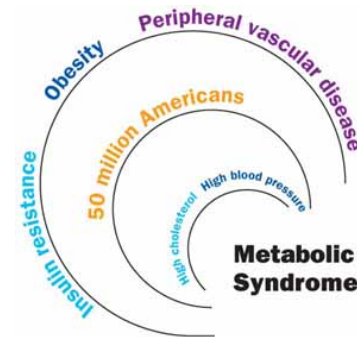 Peripheral vascular disease
Obesity
Insulin resistance
50 million Americans
High blood pressure
High cholesterol
Metabolic
Syndrome